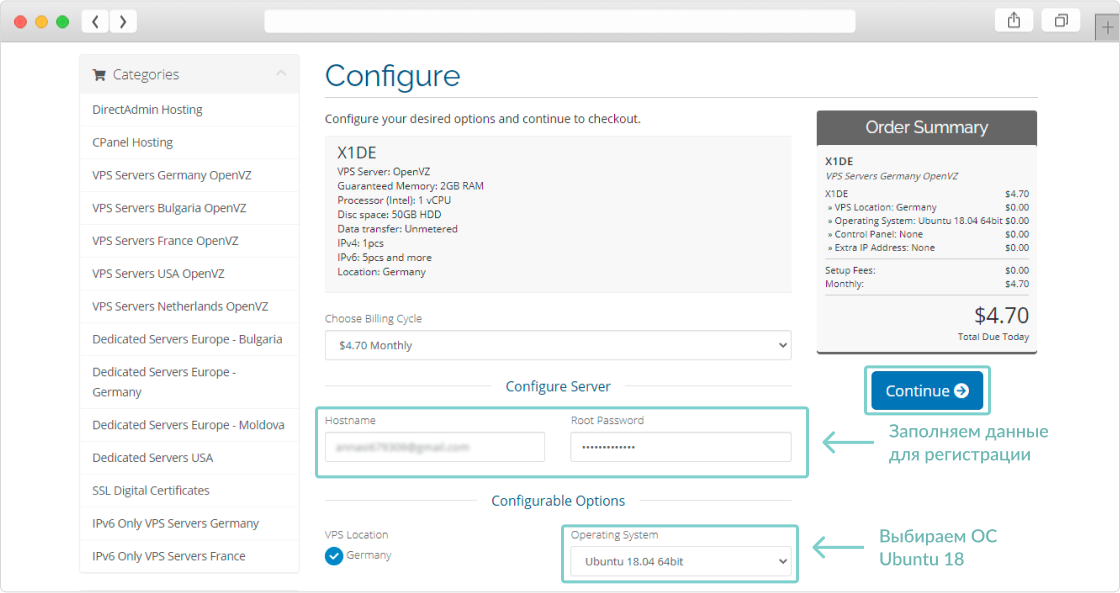 Categories
DirectAdmin Hosting
CPanel Hosting
VPS Servers Germany OpenVZ
VPS Servers Bulgaria OpenVZ
VPS Servers France OpenVZ
VPS Servers USA OpenVZ
VPS Servers Netherlands OpenVZ
Dedicated Servers Europe - Bulgaria
Dedicated Servers Europe -
Germany
Dedicated Servers Europe - Moldova
Dedicated Servers USA
SSL Digital Certificates
IPv6 Only VPS Servers Germany
IPv6 Only VPS Servers France
Configure
Configure your desired options and continue to checkout.
X1DE
VPS Server: OpenVZ
Guaranteed Memory: 2GB RAM
Processor (Intel): 1 vCPU
Disc space: 50GB HDD
Data transfer: Unmetered
IPv4: 1pcs
IPv6: 5pcs and more
Location: Germany
Choose Billing Cycle
$4.70 Monthly
Configure Server
Hostname
Root Password
•••••••••••••
Configurable Options
VPS Location
Germany
Operating System
Ubuntu 18.04 64bit
Order Summary
X1DE
VPS Servers Germany OpenVZ
X1DE $4.70
» VPS Location: Germany $0.00
» Operating System: Ubuntu 18.04 64bit $0.00
» Control Panel: None $0.00
» Extra IP Address: None $0.00
Setup Fees: $0.00
Monthly: $4.70
$4.70
Total Due Today
Continue
Заполняем данные
для регистрации
Выбираем ОС
Ubuntu 18